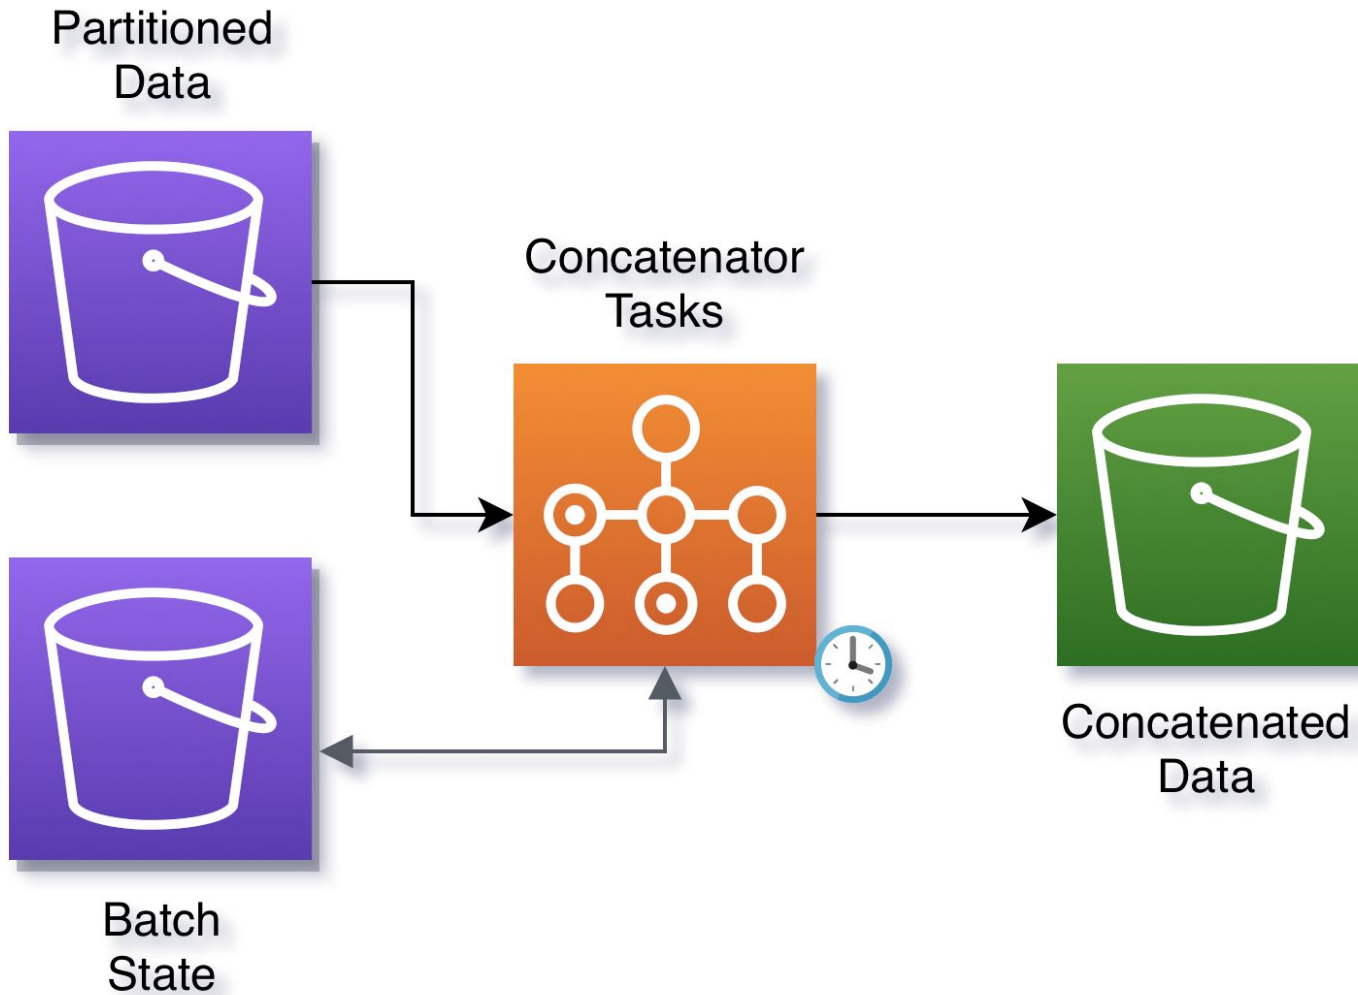 Partitioned
Data
Concatenator
Tasks
Concatenated
Data
Batch
State